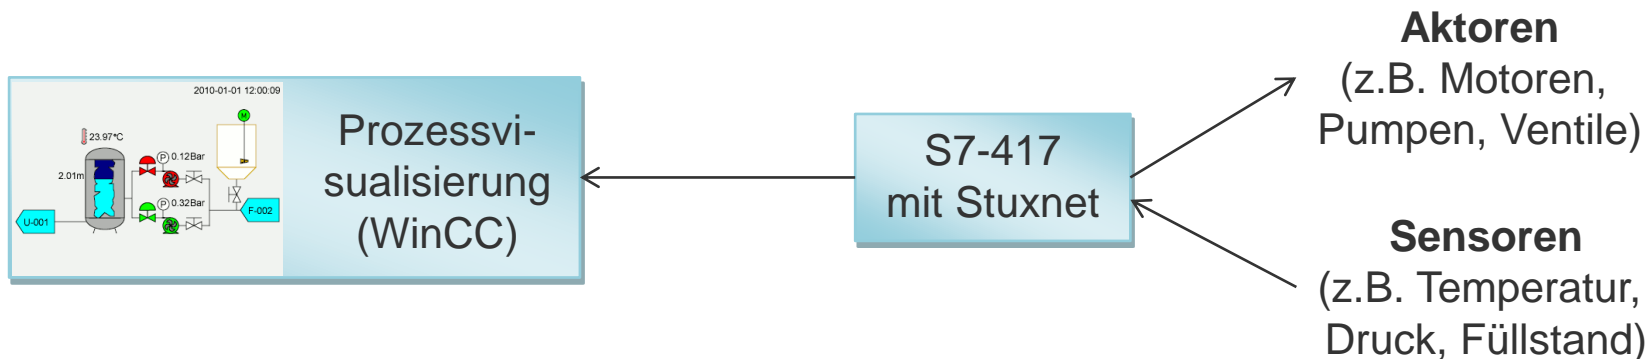 2010-01-01 12:00:09
M
23.97°C
P
0.12Bar
2.01m
P
0.32Bar
U-001
F-002
Prozessvi-
sualisierung
(WinCC)
S7-417
mit Stuxnet
Aktoren
(z.B. Motoren,
Pumpen, Ventile)
Sensoren
(z.B. Temperatur,
Druck, Füllstand)